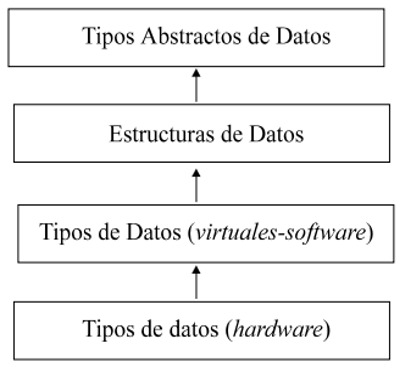 Tipos Abstractos de Datos
Estructuras de Datos
Tipos de Datos (virtuales-software)
Tipos de datos (hardware)